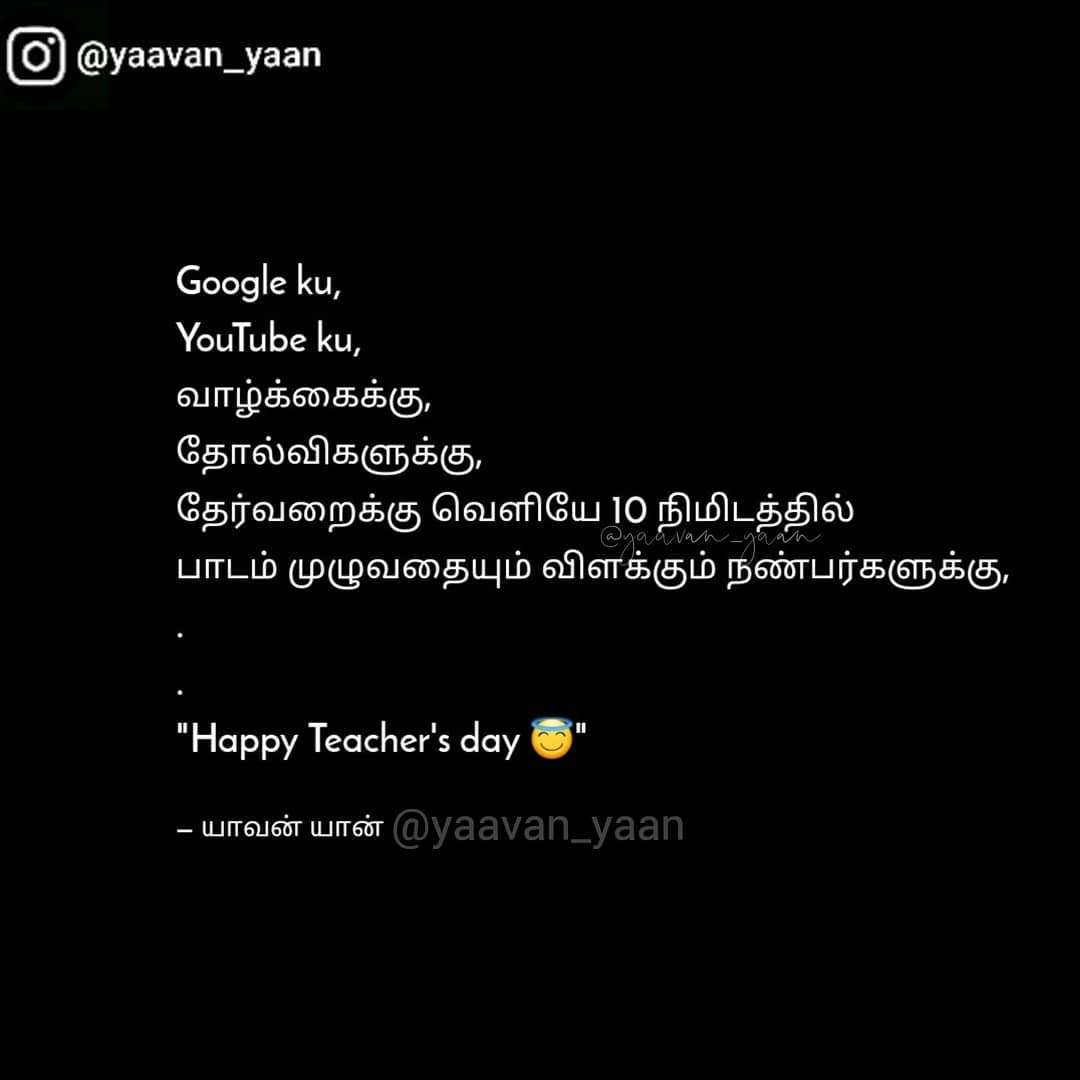 @yaavan_yaan
Google ku,
YouTube ku,
வாழ்க்கைக்கு,
தோல்விகளுக்கு,
தேர்வறைக்கு வெளியே 10 நிமிடத்தில்
@yaavan_yaan
பாடம் முழுவதையும் விளக்கும் நண்பர்களுக்கு,
.
.
"Happy Teacher's day 😇"
– யாவன் யான் @yaavan_yaan